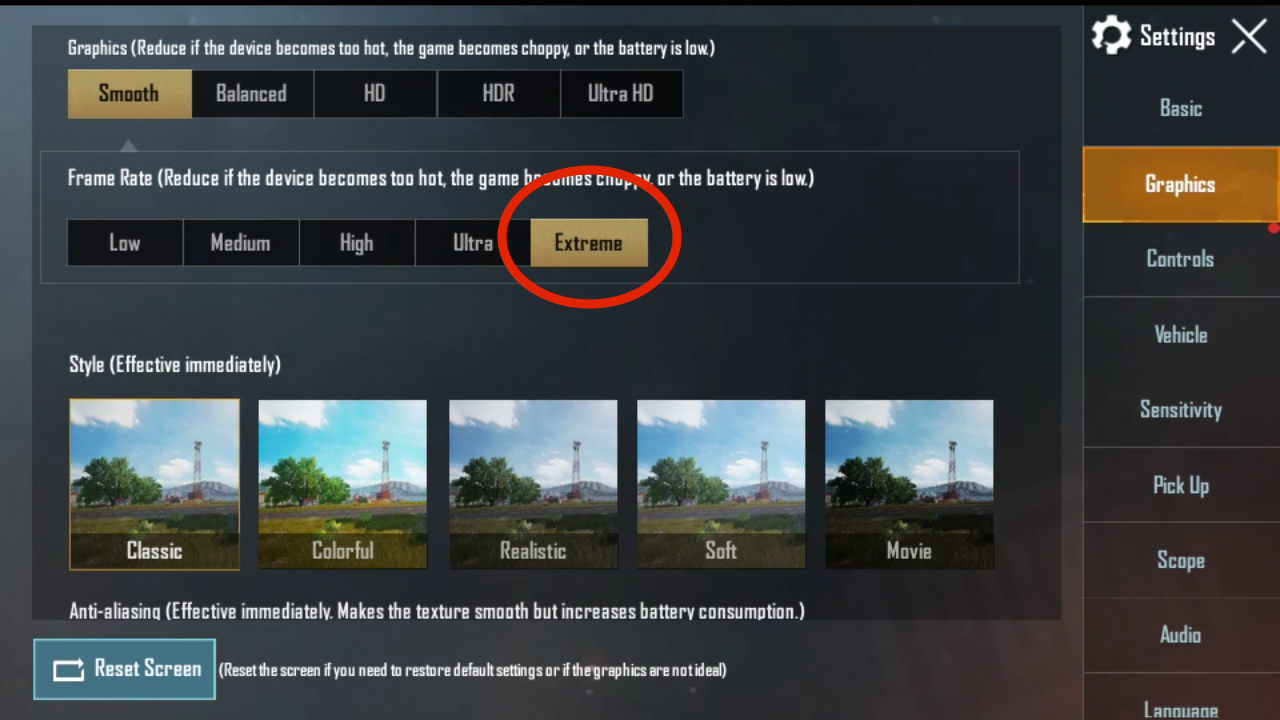 Graphics (Reduce if the device becomes too hot, the game becomes choppy, or the battery is low.)
Smooth Balanced HD HDR Ultra HD
Frame Rate (Reduce if the device becomes too hot, the game becomes choppy, or the battery is low.)
Low Medium High Ultra Extreme
Style (Effective immediately)
Classic Colorful Realistic Soft Movie
Anti-aliasing (Effective immediately. Makes the texture smooth but increases battery consumption.)
Reset Screen (Reset the screen if you need to restore default settings or if the graphics are not ideal)
Settings
Basic
Graphics
Controls
Vehicle
Sensitivity
Pick Up
Scope
Audio
Language